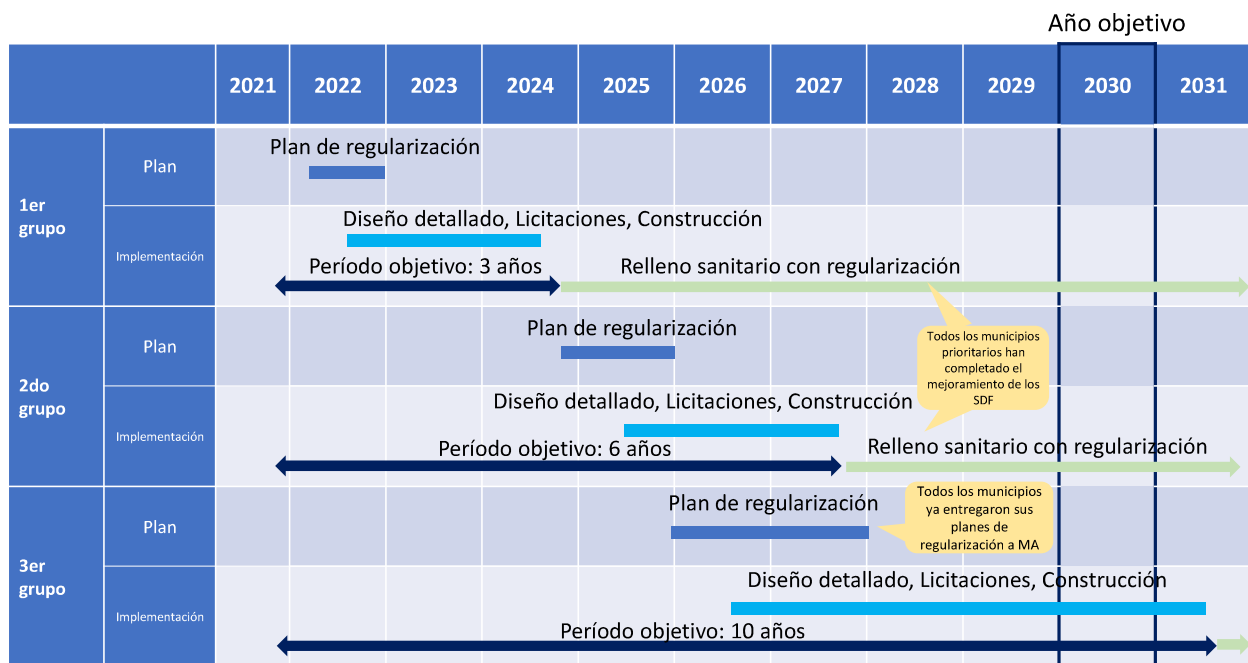 Año objetivo
2021 2022 2023 2024 2025 2026 2027 2028 2029 2030 2031
1er
grupo
Plan
Plan de regularización
Implementación
Diseño detallado, Licitaciones, Construcción
Período objetivo: 3 años
Relleno sanitario con regularización
2do
grupo
Plan
Plan de regularización
Todos los municipios
prioritarios han
completado el
mejoramiento de los
SDF
Implementación
Diseño detallado, Licitaciones, Construcción
Período objetivo: 6 años
Relleno sanitario con regularización
3er
grupo
Plan
Plan de regularización
Todos los municipios
ya entregaron sus
planes de
regularización a MA
Implementación
Diseño detallado, Licitaciones, Construcción
Período objetivo: 10 años